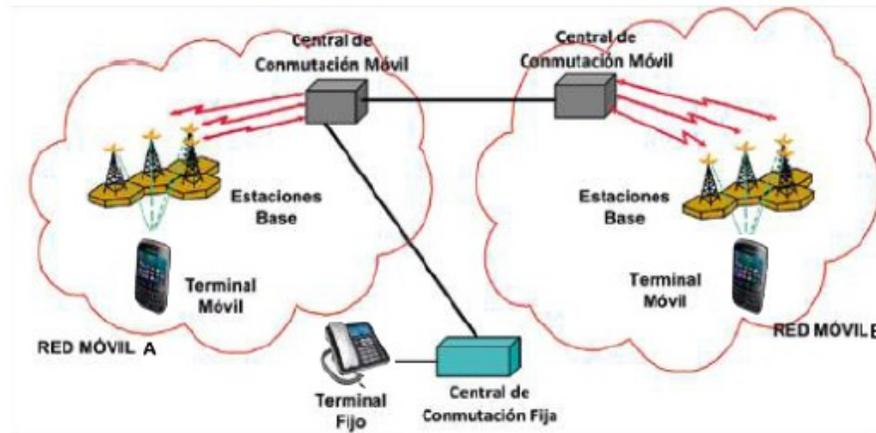 Central de
Conmutación Móvil
Central de
Conmutación Móvil
Estaciones
Base
Estaciones
Base
Terminal
Móvil
Terminal
Móvil
RED MÓVIL A
RED MÓVIL B
Terminal
Fijo
Central de
Conmutación Fija